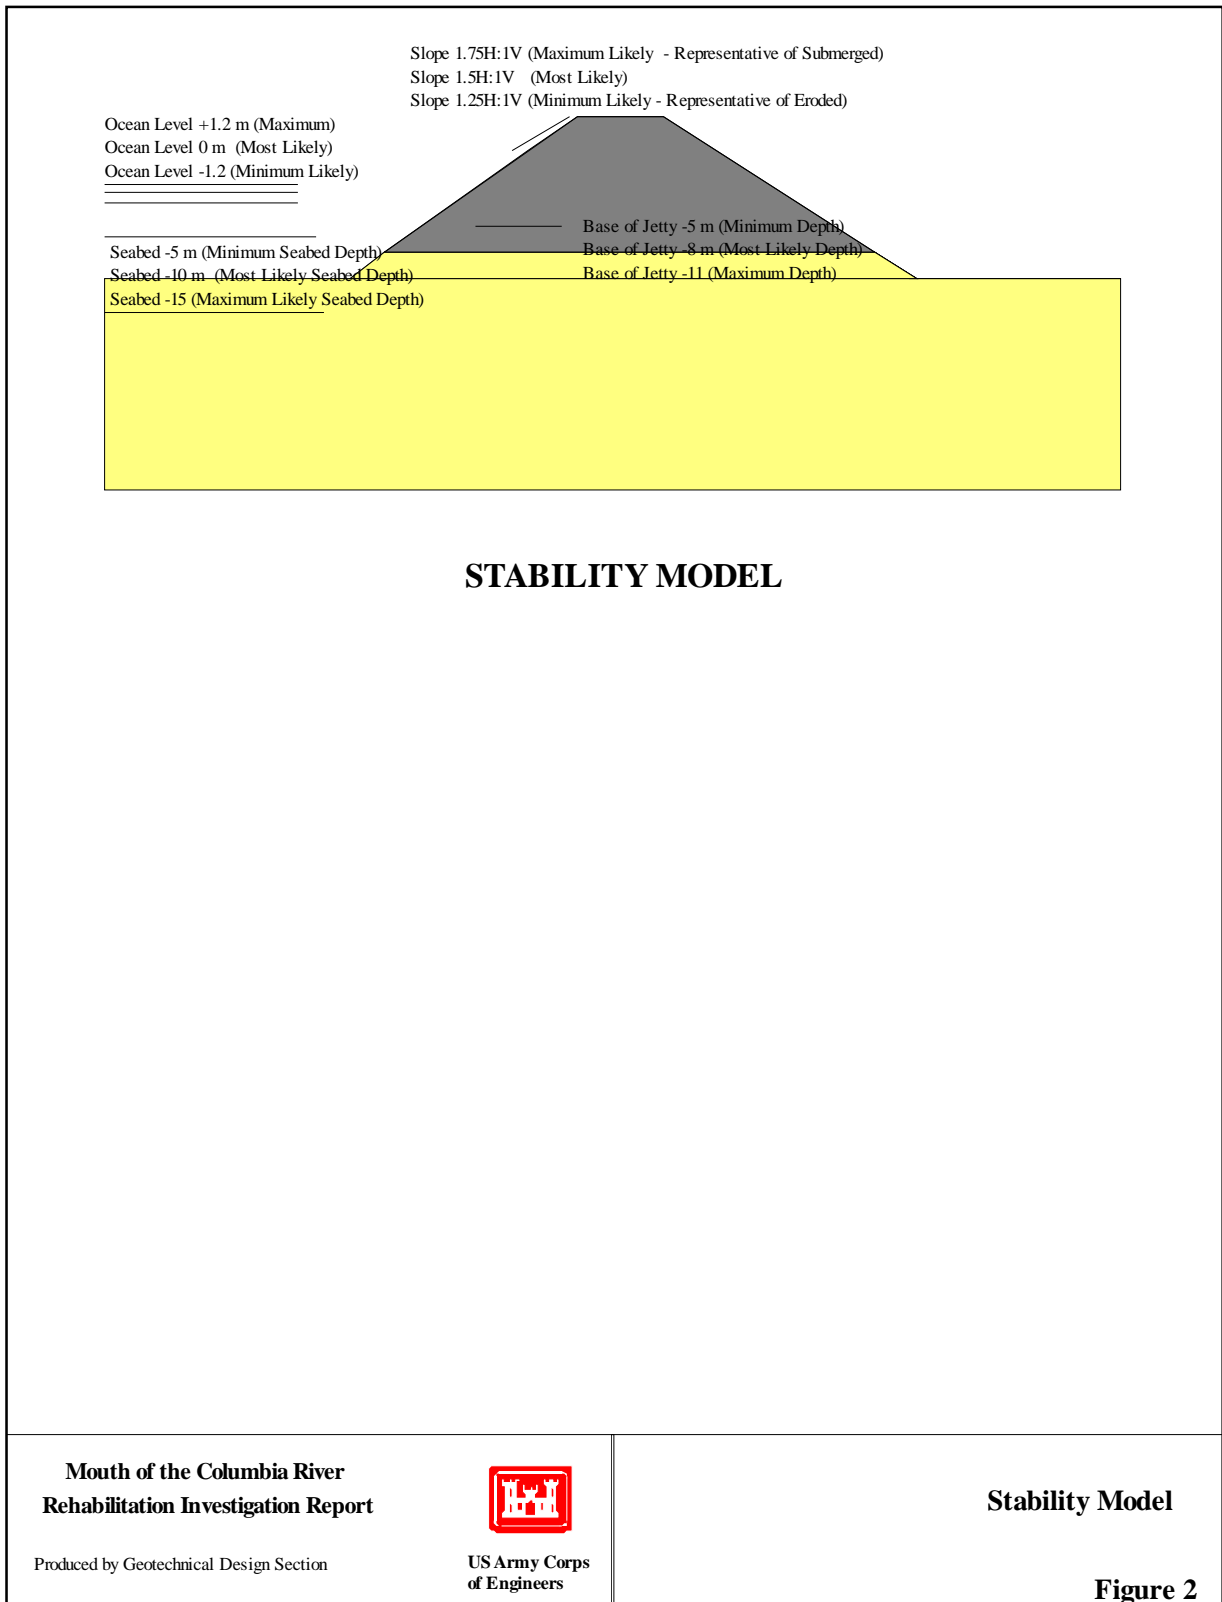 Slope 1.75H:1V (Maximum Likely - Representative of Submerged)
Slope 1.5H:1V (Most Likely)
Slope 1.25H:1V (Minimum Likely - Representative of Eroded)
Ocean Level +1.2 m (Maximum)
Ocean Level 0 m (Most Likely)
Ocean Level -1.2 (Minimum Likely)
Base of Jetty -5 m (Minimum Depth)
Base of Jetty -8 m (Most Likely Depth)
Base of Jetty -11 (Maximum Depth)
Seabed -5 m (Minimum Seabed Depth)
Seabed -10 m (Most Likely Seabed Depth)
Seabed -15 (Maximum Likely Seabed Depth)
STABILITY MODEL
Mouth of the Columbia River
Rehabilitation Investigation Report
Produced by Geotechnical Design Section
US Army Corps
of Engineers
Stability Model
Figure 2